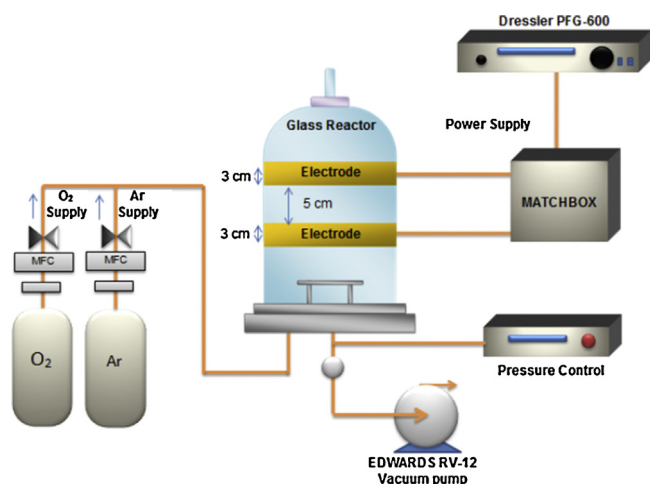 Dressler PFG-600
Glass Reactor
Power Supply
3 cm
Electrode
5 cm
MATCHBOX
3 cm
Electrode
O₂
Supply
Ar
Supply
MFC
MFC
O₂
Ar
Pressure Control
EDWARDS RV-12
Vacuum pump